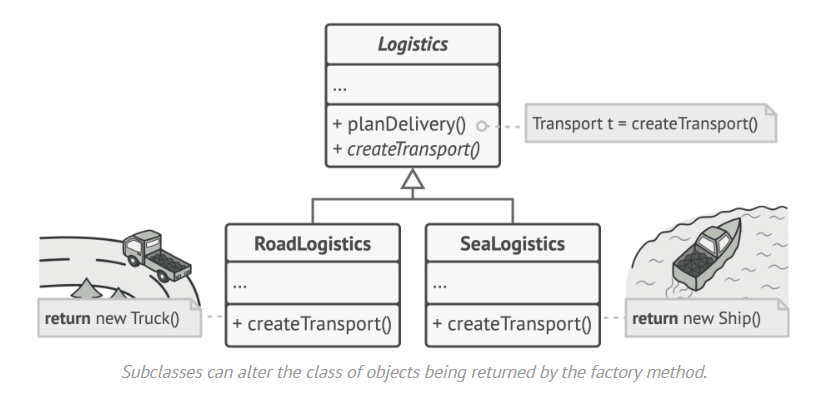 Logistics
...
+ planDelivery()
+ createTransport()
Transport t = createTransport()
RoadLogistics
...
+ createTransport()
SeaLogistics
...
+ createTransport()
return new Truck()
return new Ship()
Subclasses can alter the class of objects being returned by the factory method.